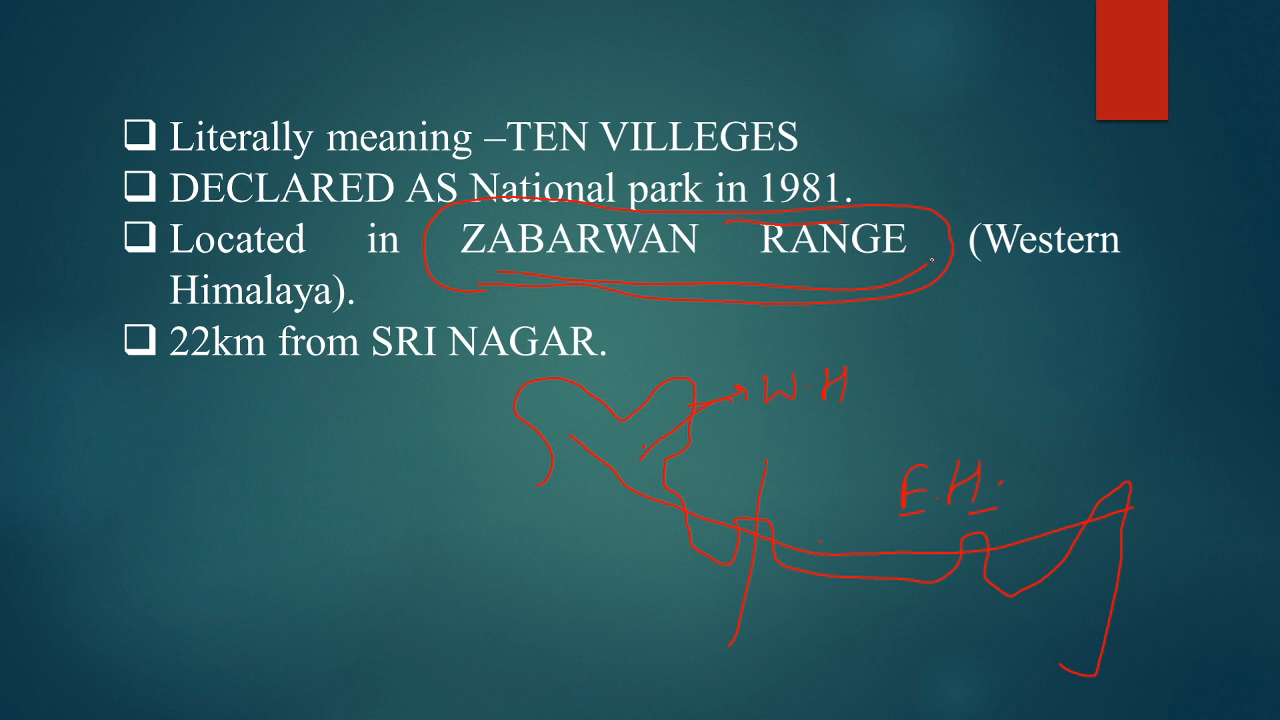 ❑ Literally meaning –TEN VILLEGES
❑ DECLARED AS National park in 1981.
❑ Located in ZABARWAN RANGE (Western
Himalaya).
❑ 22km from SRI NAGAR.
W.H
E.H.